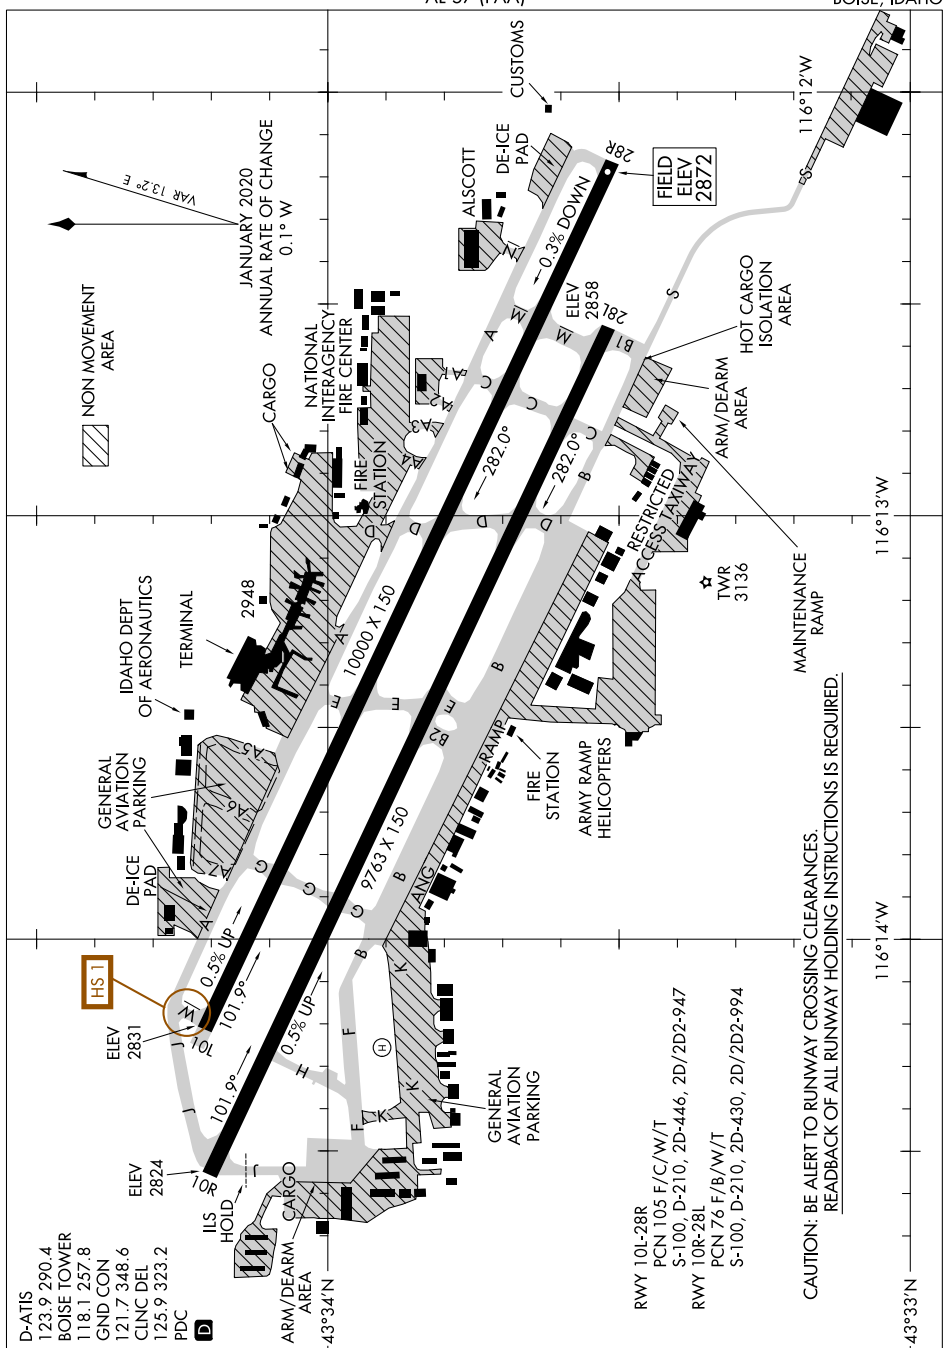 AL-57 (FAA)
BOISE, IDAHO
CUSTOMS
116°12'W
DE-ICE
PAD
28R
FIELD
ELEV
2872
S
ALSCOTT
VAR 13.2° E
JANUARY 2020
ANNUAL RATE OF CHANGE
0.1° W
0.3% DOWN
N
NON MOVEMENT
AREA
ELEV
2858
28L
S
HOT CARGO
ISOLATION
AREA
M
M
B1
A
NATIONAL
INTERAGENCY
FIRE CENTER
A1
A2
A3
A4
C
C
C
ARM/DEARM
AREA
CARGO
FIRE
STATION
282.0°
282.0°
B
RESTRICTED
ACCESS TAXIWAY
D
D
D
D
116°13'W
IDAHO DEPT
OF AERONAUTICS
TERMINAL
2948
TWR
3136
MAINTENANCE
RAMP
A
10000 X 150
E
E
E
B
B2
GENERAL
AVIATION
PARKING
A5
A6
A7
RAMP
FIRE
STATION
ARMY RAMP
HELICOPTERS
DE-ICE
PAD
9763 X 150
G
G
G
B
ANG
A
B
K
116°14'W
HS 1
W
0.5% UP
101.9°
0.5% UP
ELEV
2831
10L
J
F
H
H
K
K
J
101.9°
F
GENERAL
AVIATION
PARKING
ELEV
2824
10R
J
ILS
HOLD
CARGO
ARM/DEARM
AREA
D-ATIS
123.9 290.4
BOISE TOWER
118.1 257.8
GND CON
121.7 348.6
CLNC DEL
125.9 323.2
PDC
D
43°34'N
43°33'N
RWY 10L-28R
PCN 105 F/C/W/T
S-100, D-210, 2D-446, 2D/2D2-947
RWY 10R-28L
PCN 76 F/B/W/T
S-100, D-210, 2D-430, 2D/2D2-994
CAUTION: BE ALERT TO RUNWAY CROSSING CLEARANCES.
READBACK OF ALL RUNWAY HOLDING INSTRUCTIONS IS REQUIRED.